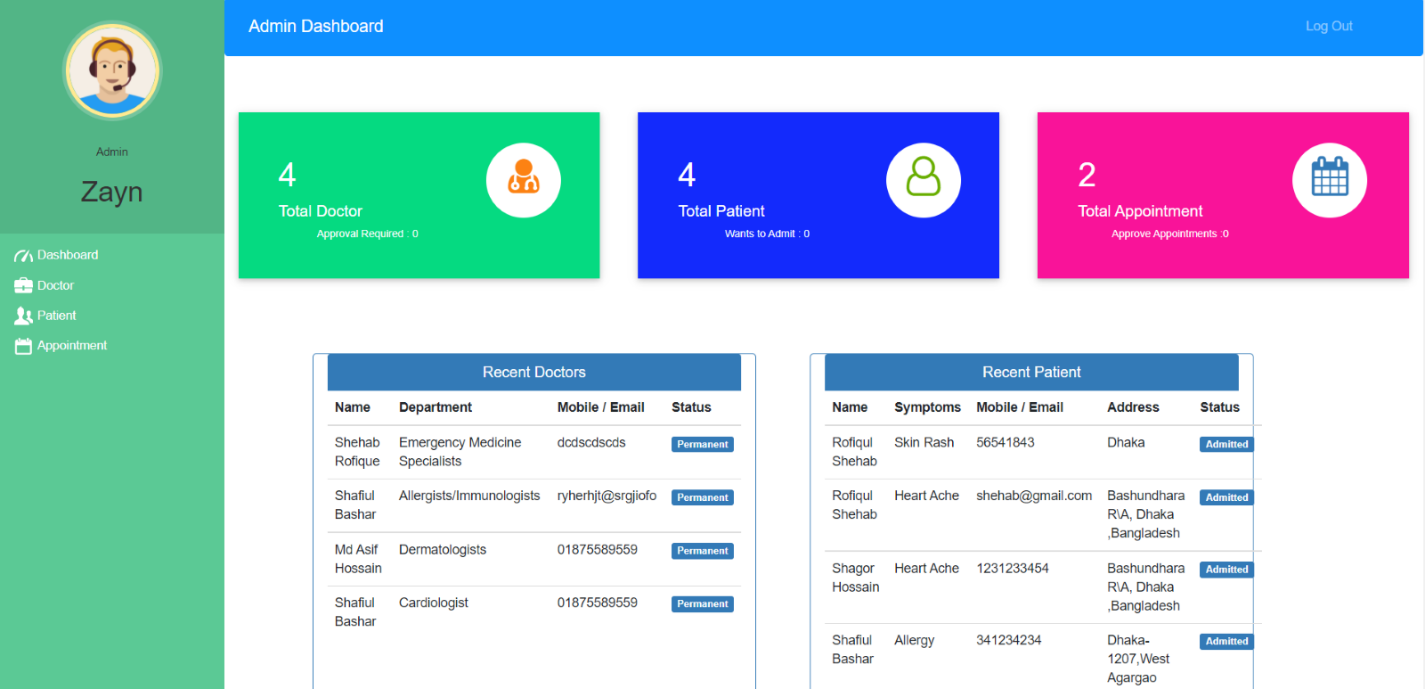 Admin Dashboard
Log Out
Admin
Zayn
Dashboard
Doctor
Patient
Appointment
4
Total Doctor
Approval Required : 0
4
Total Patient
Wants to Admit : 0
2
Total Appointment
Approve Appointments :0
Recent Doctors
Name Department Mobile / Email Status
Shehab Emergency Medicine dcdscdscds Permanent
Rofique Specialists
Shafiul Allergists/Immunologists ryherhjt@srgjiofo Permanent
Bashar
Md Asif Dermatologists 01875589559 Permanent
Hossain
Shafiul Cardiologist 01875589559 Permanent
Bashar
Recent Patient
Name Symptoms Mobile / Email Address Status
Rofiqul Skin Rash 56541843 Dhaka Admitted
Shehab
Rofiqul Heart Ache shehab@gmail.com Bashundhara Admitted
Shehab R\A, Dhaka
,Bangladesh
Shagor Heart Ache 1231233454 Bashundhara Admitted
Hossain R\A, Dhaka
,Bangladesh
Shafiul Allergy 341234234 Dhaka- Admitted
Bashar 1207,West
Agargao